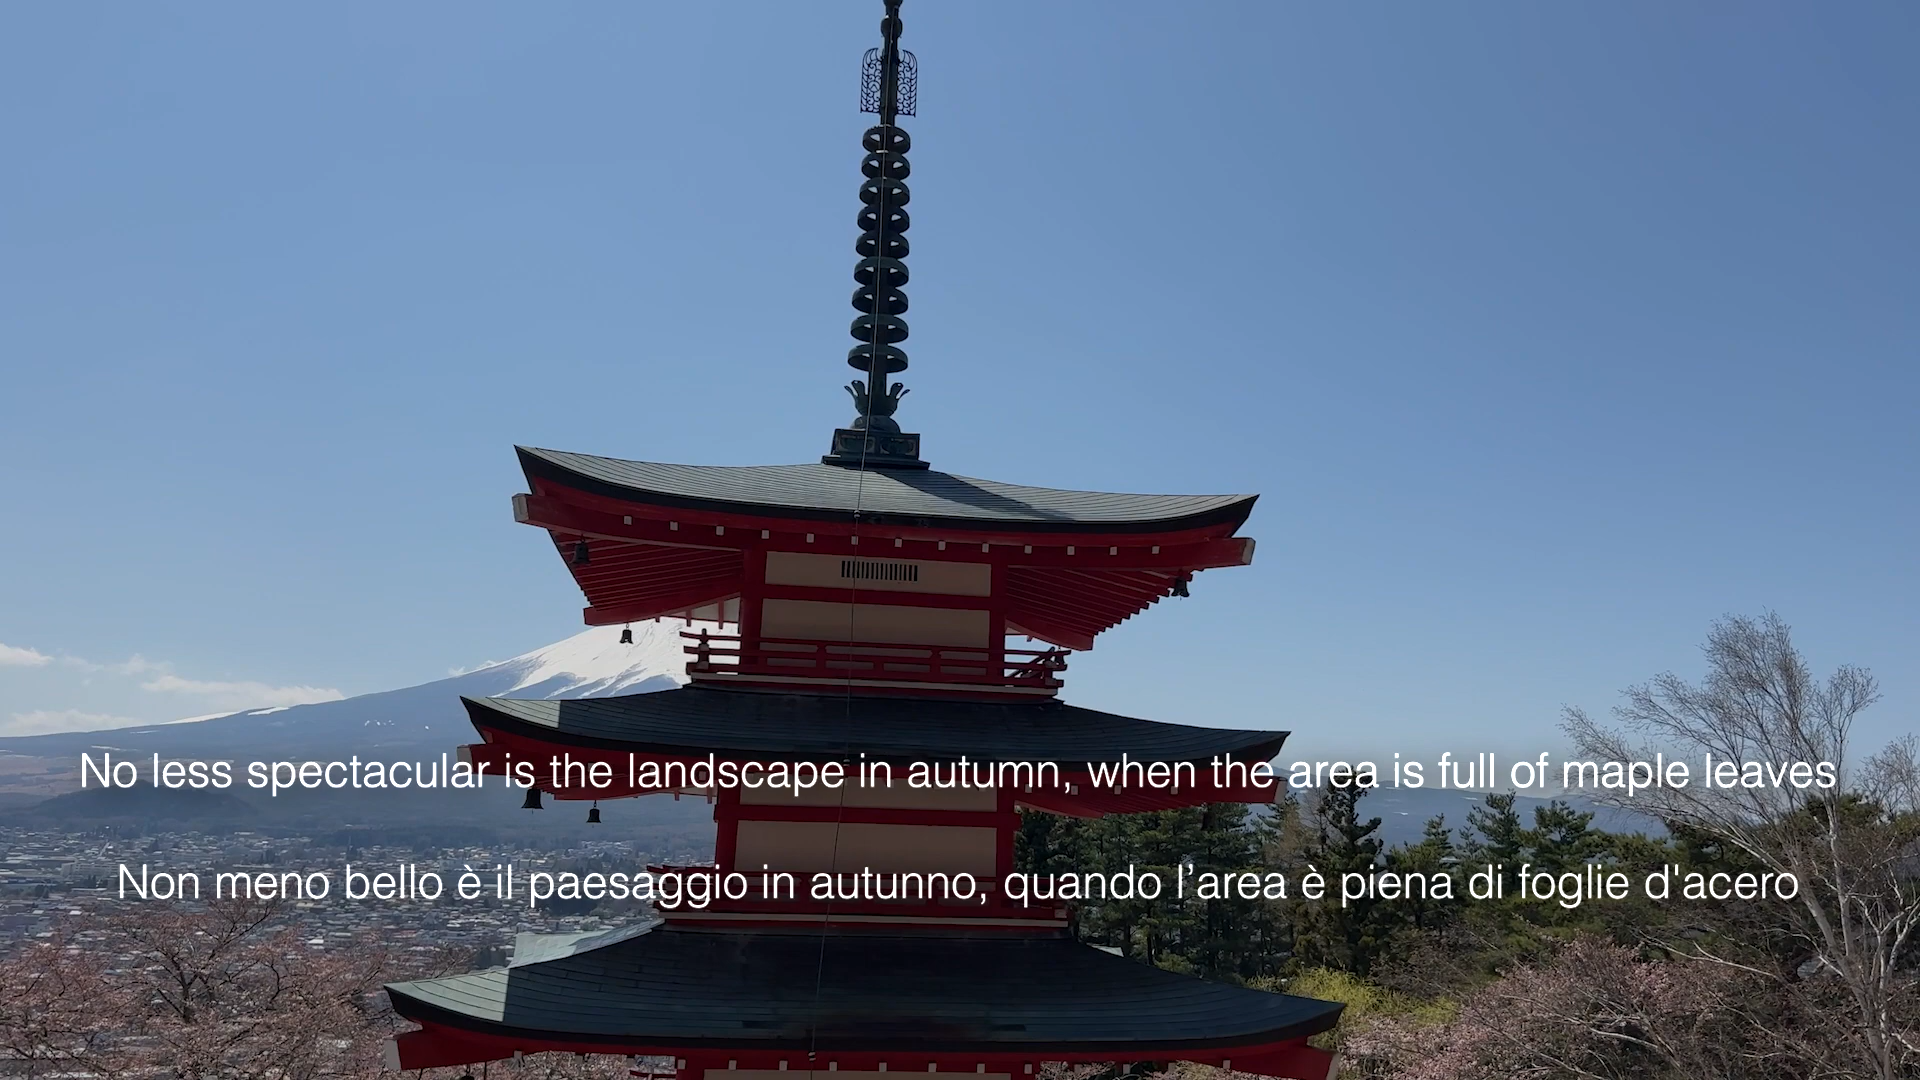 No less spectacular is the landscape in autumn, when the area is full of maple leaves
Non meno bello è il paesaggio in autunno, quando l’area è piena di foglie d'acero